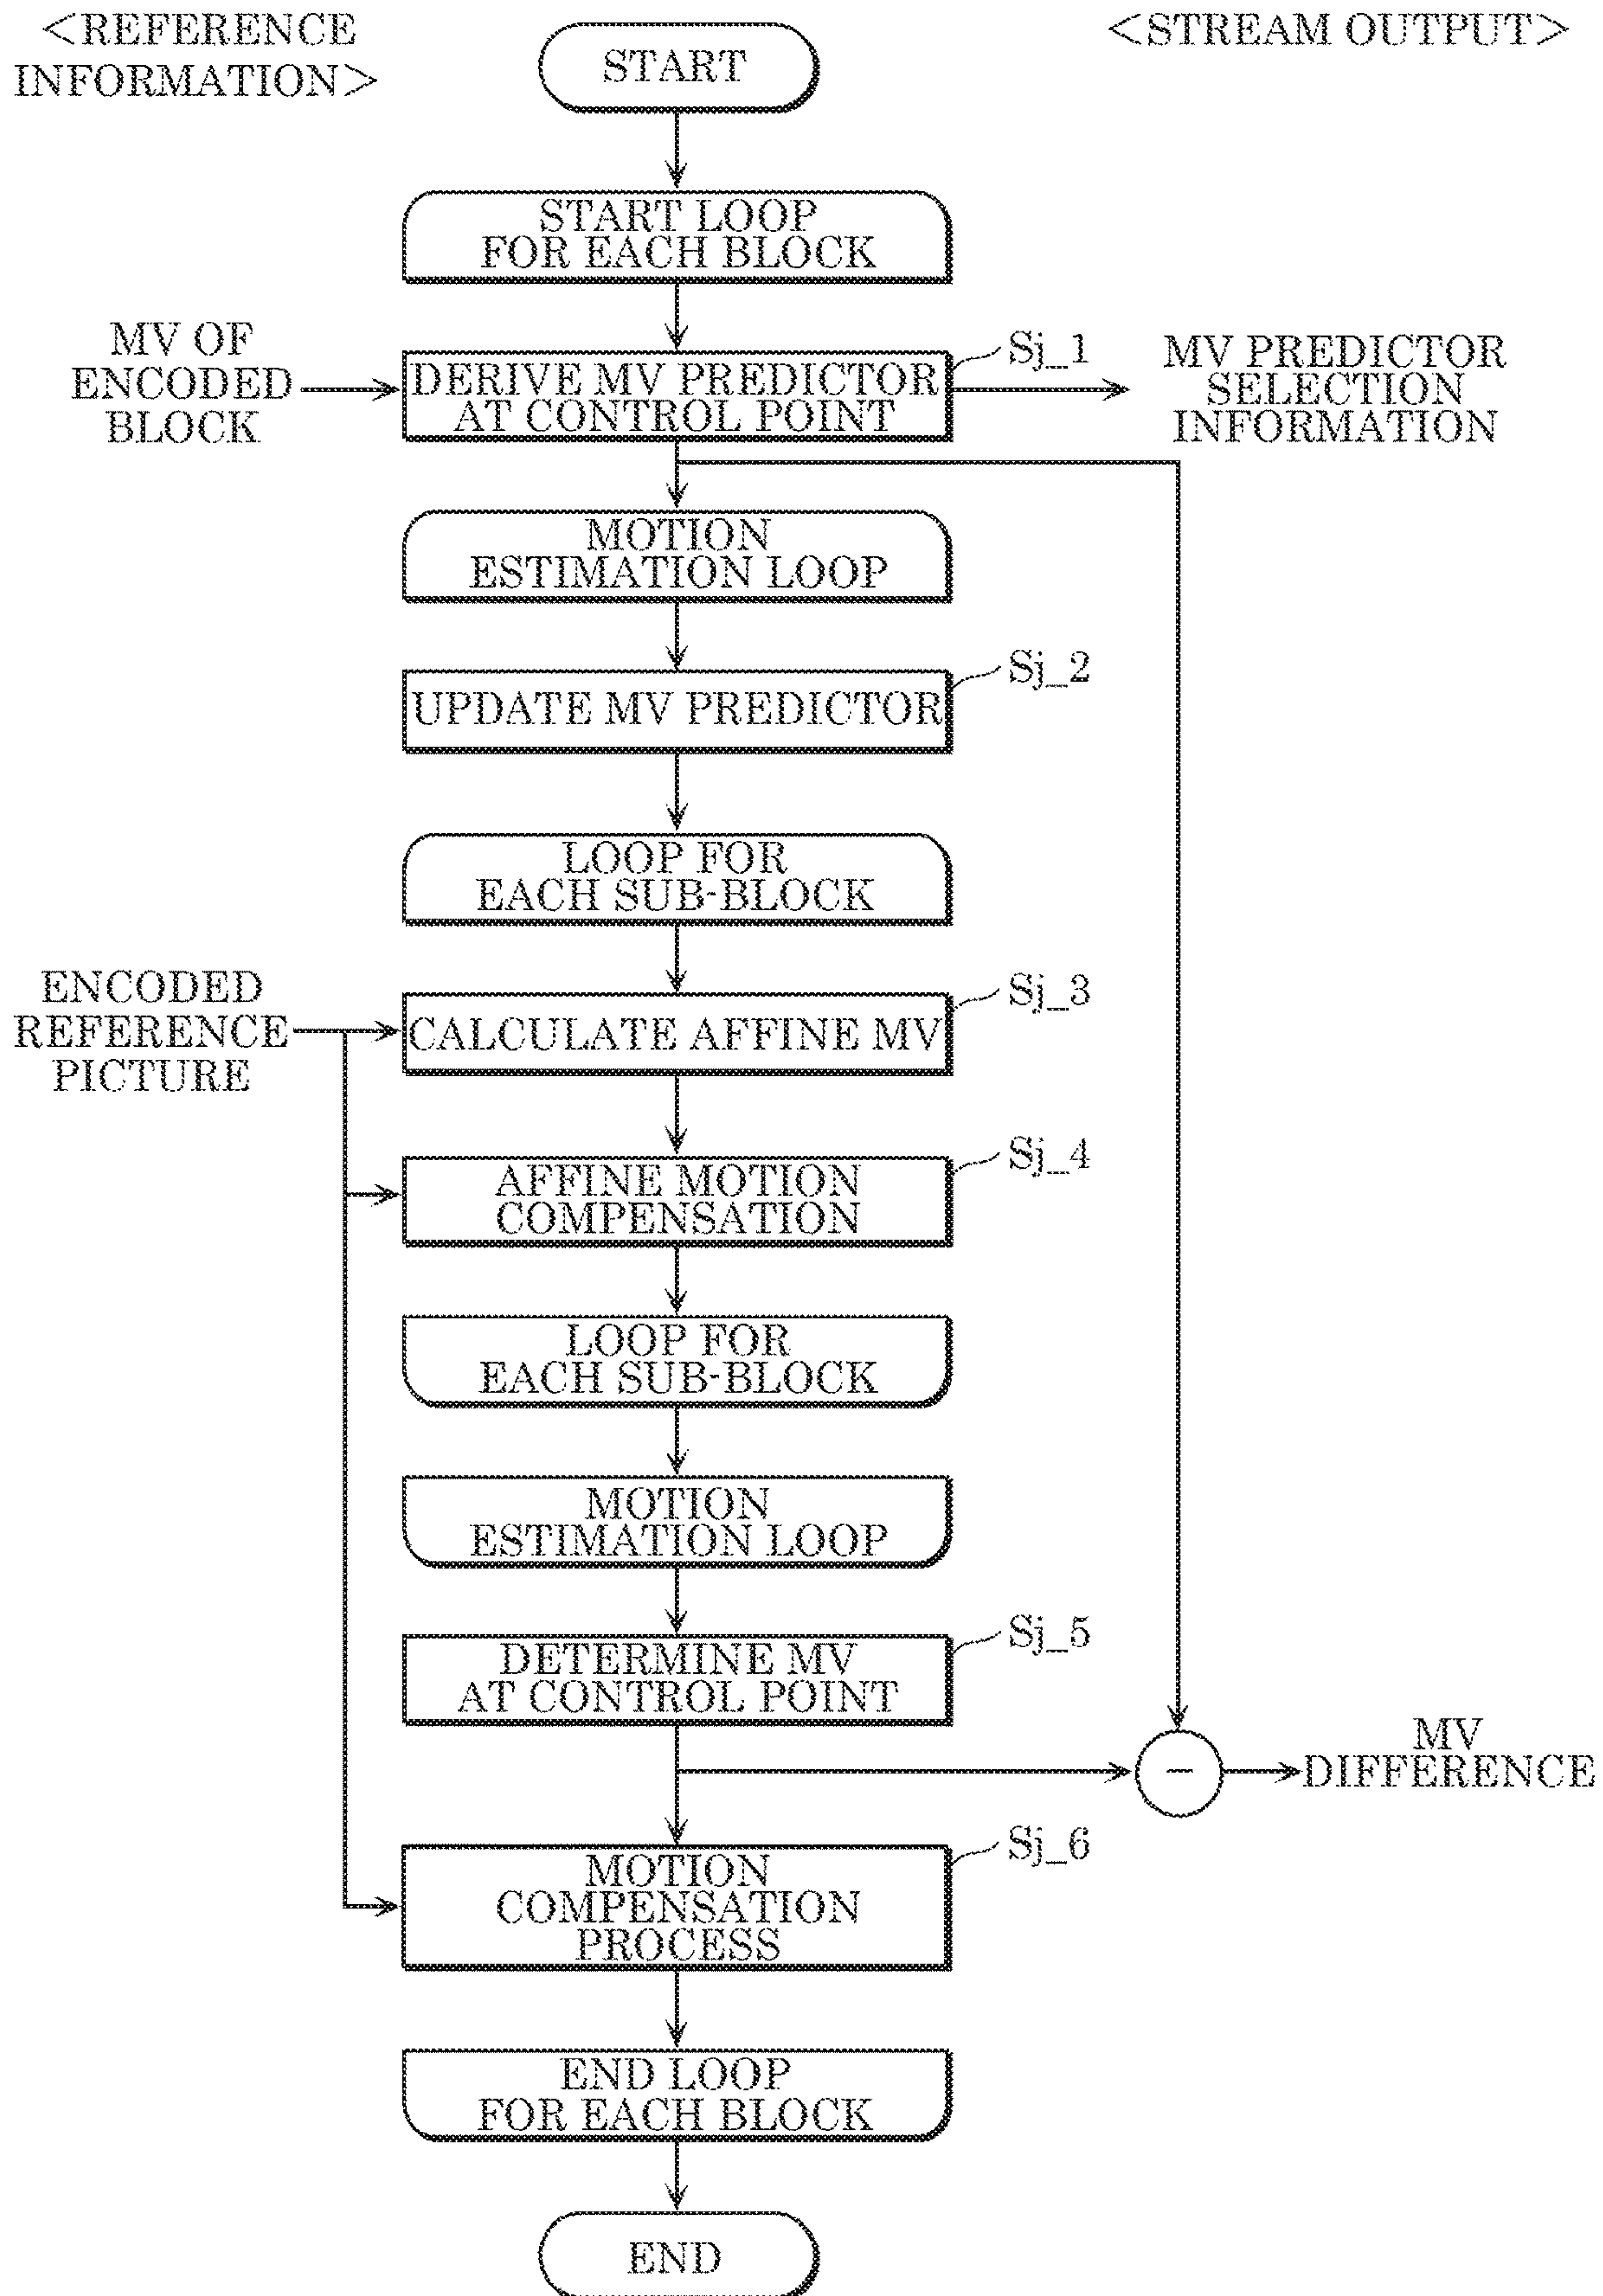 <REFERENCE
INFORMATION>
<STREAM OUTPUT>
START
START LOOP
FOR EACH BLOCK
MV OF
ENCODED
BLOCK
DERIVE MV PREDICTOR
AT CONTROL POINT
Sj_1
MV PREDICTOR
SELECTION
INFORMATION
MOTION
ESTIMATION LOOP
UPDATE MV PREDICTOR
Sj_2
LOOP FOR
EACH SUB-BLOCK
ENCODED
REFERENCE
PICTURE
CALCULATE AFFINE MV
Sj_3
AFFINE MOTION
COMPENSATION
Sj_4
LOOP FOR
EACH SUB-BLOCK
MOTION
ESTIMATION LOOP
DETERMINE MV
AT CONTROL POINT
Sj_5
−
MV
DIFFERENCE
MOTION
COMPENSATION
PROCESS
Sj_6
END LOOP
FOR EACH BLOCK
END